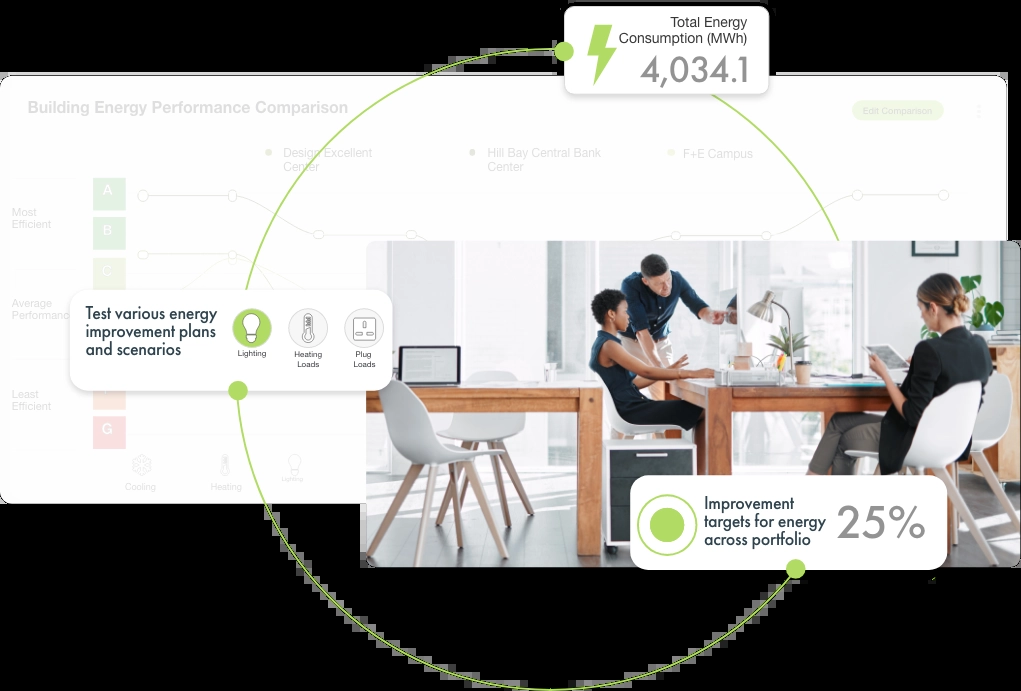 Total Energy
Consumption (MWh)
4,034.1
Building Energy Performance Comparison
Edit Comparison
Design Excellent
Center
Hill Bay Central Bank
Center
F+E Campus
A
Most
Efficient
B
C
Average
Performanc
Test various energy
improvement plans
and scenarios
Lighting
Heating
Loads
Plug
Loads
Least
Efficient
G
Cooling
Heating
Lighting
Improvement
targets for energy
across portfolio
25%